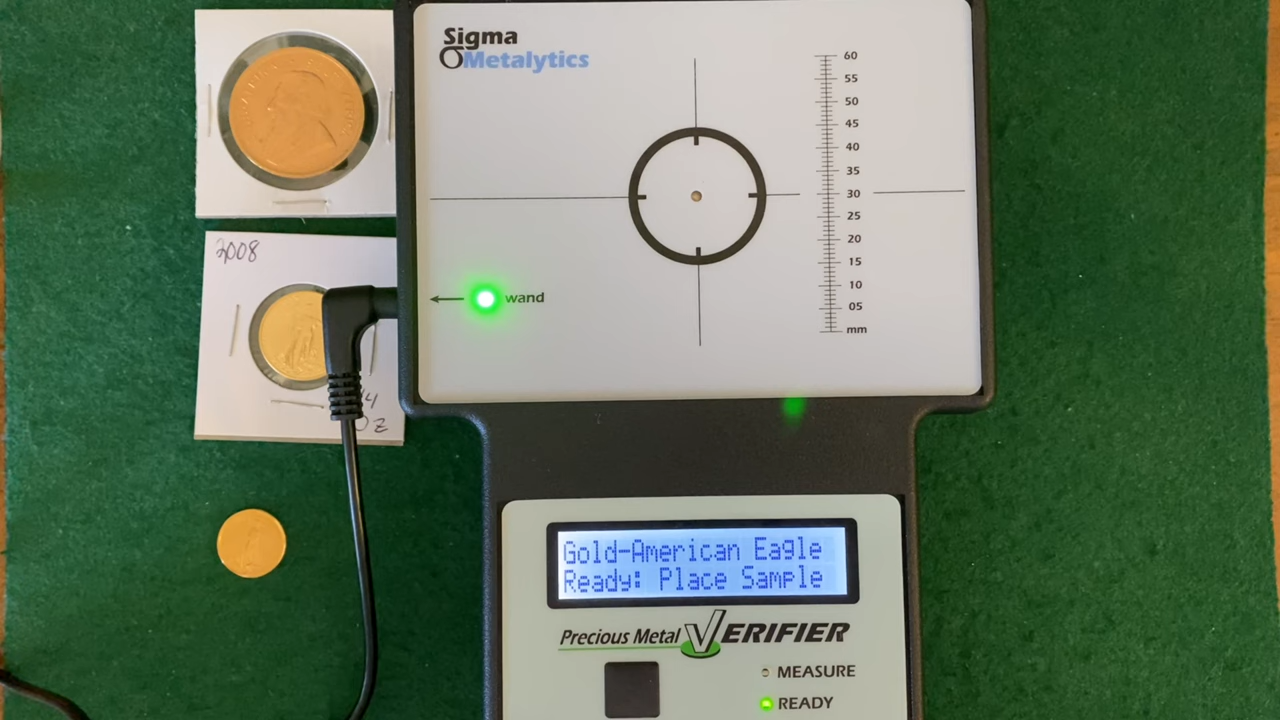 Sigma
Metalytics
60
55
50
45
40
35
30
25
20
15
10
05
mm
wand
2008
OZ
Gold-American Eagle
Ready: Place Sample
Precious Metal VERIFIER
MEASURE
READY